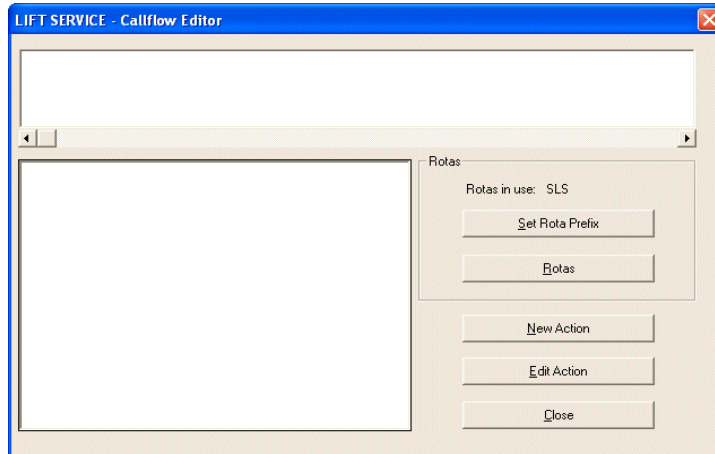 LIFT SERVICE - Callflow Editor
Rotas
Rotas in use: SLS
Set Rota Prefix
Rotas
New Action
Edit Action
Close